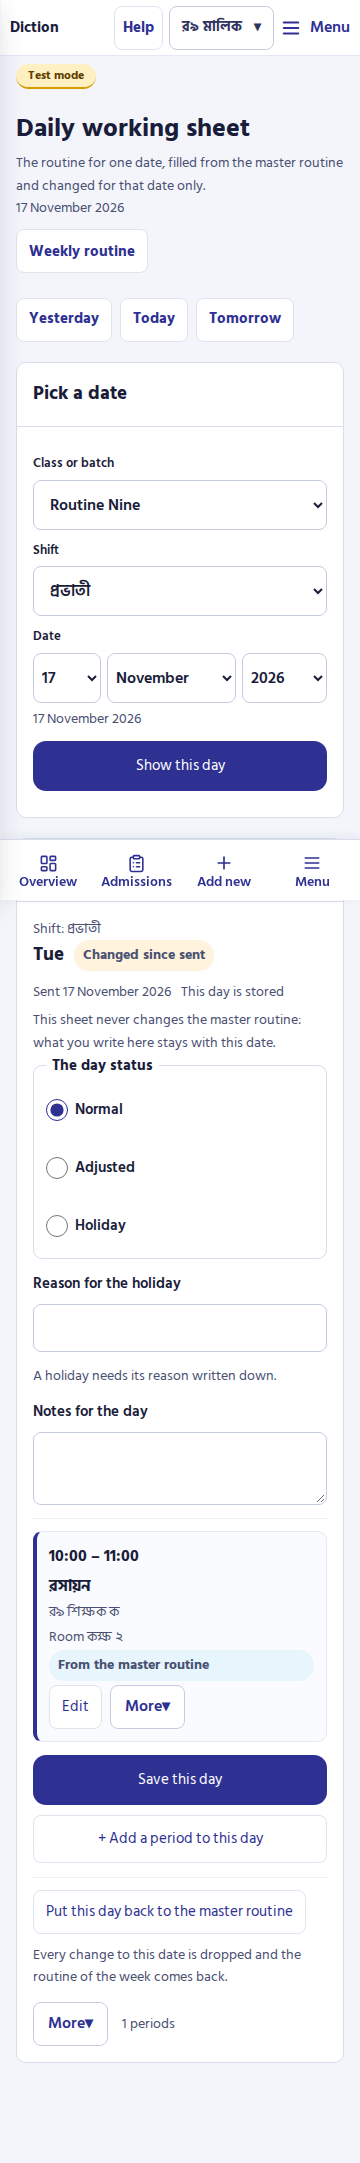 Diction
Help
র৯ মালিক ▾
Menu
Test mode
Daily working sheet
The routine for one date, filled from the master routine
and changed for that date only.
17 November 2026
Weekly routine
Yesterday
Today
Tomorrow
Pick a date
Class or batch
Routine Nine
Shift
প্রভাতী
Date
17
November
2026
17 November 2026
Show this day
Overview
Admissions
Add new
Menu
Shift: প্রভাতী
Tue
Changed since sent
Sent 17 November 2026 This day is stored
This sheet never changes the master routine:
what you write here stays with this date.
The day status
Normal
Adjusted
Holiday
Reason for the holiday
A holiday needs its reason written down.
Notes for the day
10:00 – 11:00
রসায়ন
র৯ শিক্ষক ক
Room কক্ষ ২
From the master routine
Edit
More▾
Save this day
+ Add a period to this day
Put this day back to the master routine
Every change to this date is dropped and the
routine of the week comes back.
More▾
1 periods